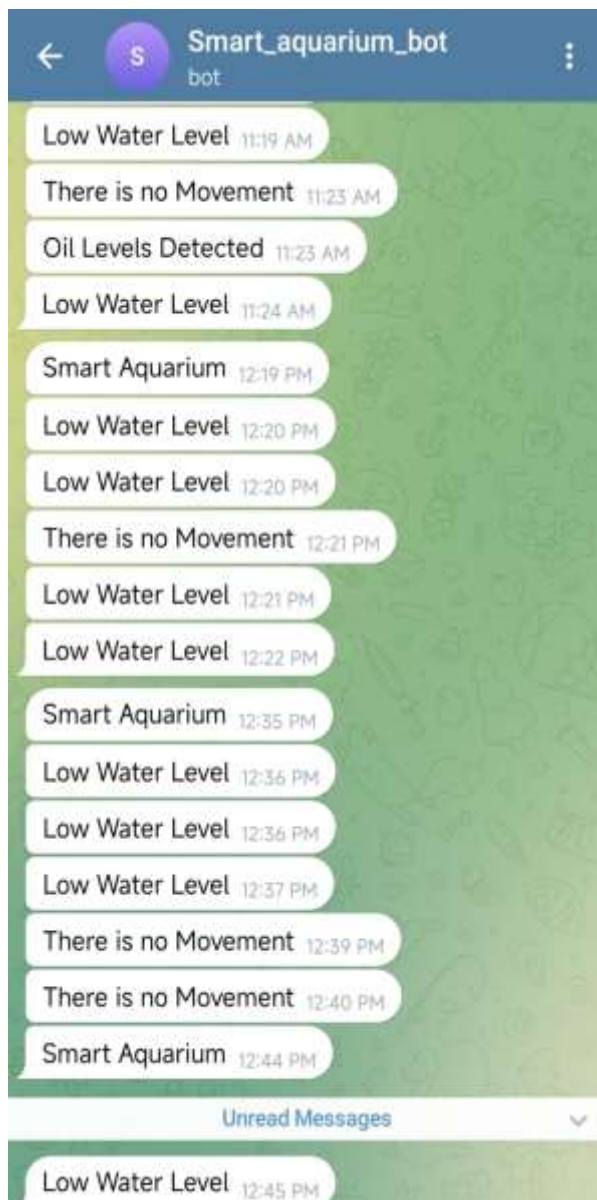 S
Smart_aquarium_bot
bot
Low Water Level 11:19 AM
There is no Movement 11:23 AM
Oil Levels Detected 11:23 AM
Low Water Level 11:24 AM
Smart Aquarium 12:19 PM
Low Water Level 12:20 PM
Low Water Level 12:20 PM
There is no Movement 12:21 PM
Low Water Level 12:21 PM
Low Water Level 12:22 PM
Smart Aquarium 12:35 PM
Low Water Level 12:36 PM
Low Water Level 12:36 PM
Low Water Level 12:37 PM
There is no Movement 12:39 PM
There is no Movement 12:40 PM
Smart Aquarium 12:44 PM
Unread Messages
Low Water Level 12:45 PM